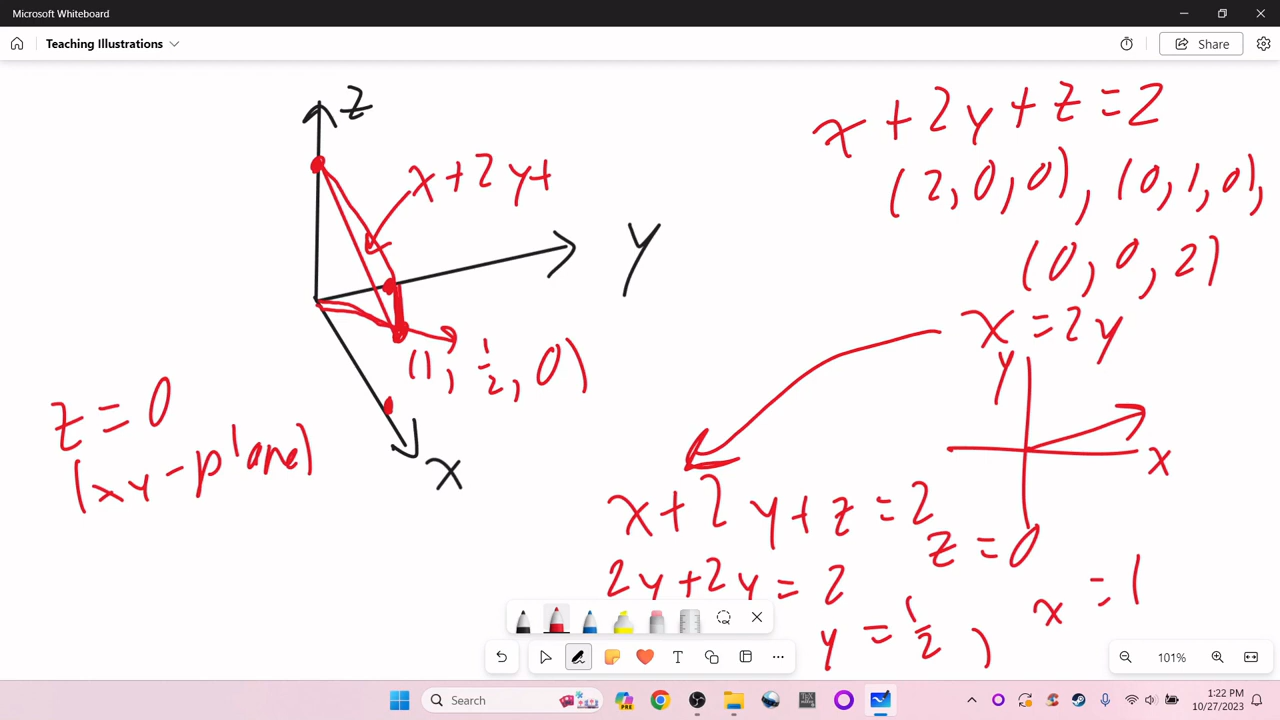 Microsoft Whiteboard
Teaching Illustrations
Share
z
x + 2y +
y
(1, 1/2, 0)
z = 0
(xy-plane)
x
x + 2y + z = 2
(2, 0, 0), (0, 1, 0),
(0, 0, 2)
x = 2y
y
x
x + 2y + z = 2
z = 0
2y + 2y = 2
x = 1
y = 1/2,
101%
Search
PRE
1:22 PM
10/27/2023